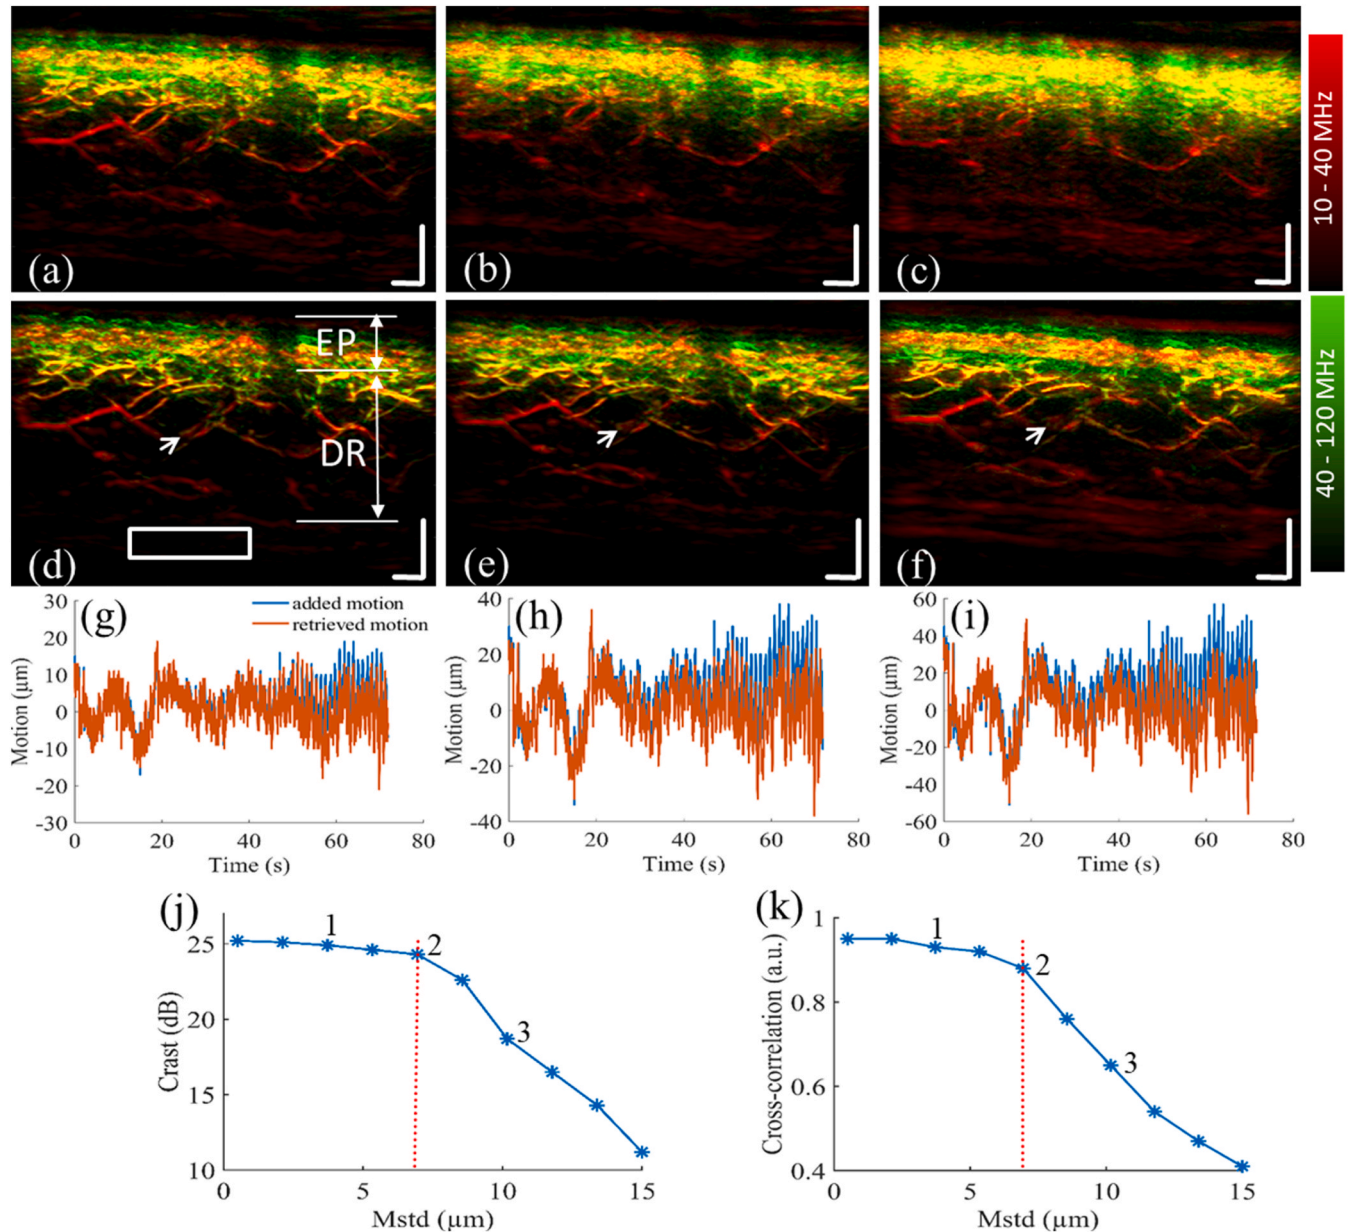 (a)
(b)
(c)
10 - 40 MHz
EP
DR
(d)
(e)
(f)
40 - 120 MHz
(g)
added motion
retrieved motion
30
20
10
0
-10
-20
-30
Motion (µm)
0 20 40 60 80
Time (s)
(h)
40
20
0
-20
-40
Motion (µm)
0 20 40 60 80
Time (s)
(i)
60
40
20
0
-20
-40
-60
Motion (µm)
0 20 40 60 80
Time (s)
(j)
25
20
15
10
Crast (dB)
1
2
3
0 5 10 15
Mstd (µm)
(k)
1
0.8
0.6
0.4
Cross-correlation (a.u.)
1
2
3
0 5 10 15
Mstd (µm)